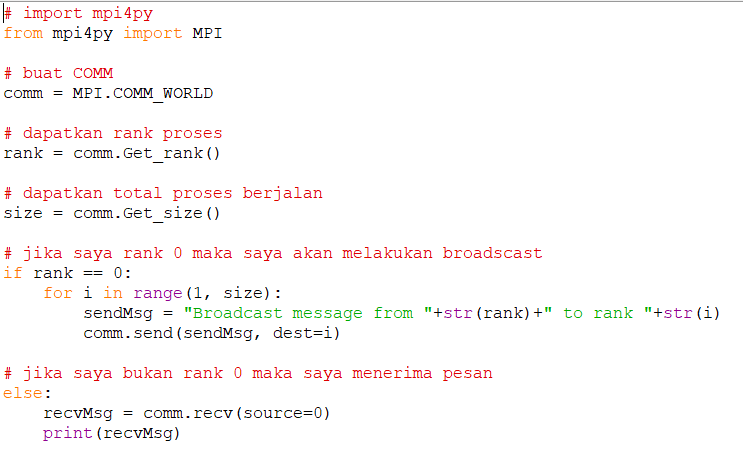 # import mpi4py
from mpi4py import MPI
# buat COMM
comm = MPI.COMM_WORLD
# dapatkan rank proses
rank = comm.Get_rank()
# dapatkan total proses berjalan
size = comm.Get_size()
# jika saya rank 0 maka saya akan melakukan broadscast
if rank == 0:
    for i in range(1, size):
        sendMsg = "Broadcast message from "+str(rank)+" to rank "+str(i)
        comm.send(sendMsg, dest=i)
# jika saya bukan rank 0 maka saya menerima pesan
else:
    recvMsg = comm.recv(source=0)
    print(recvMsg)